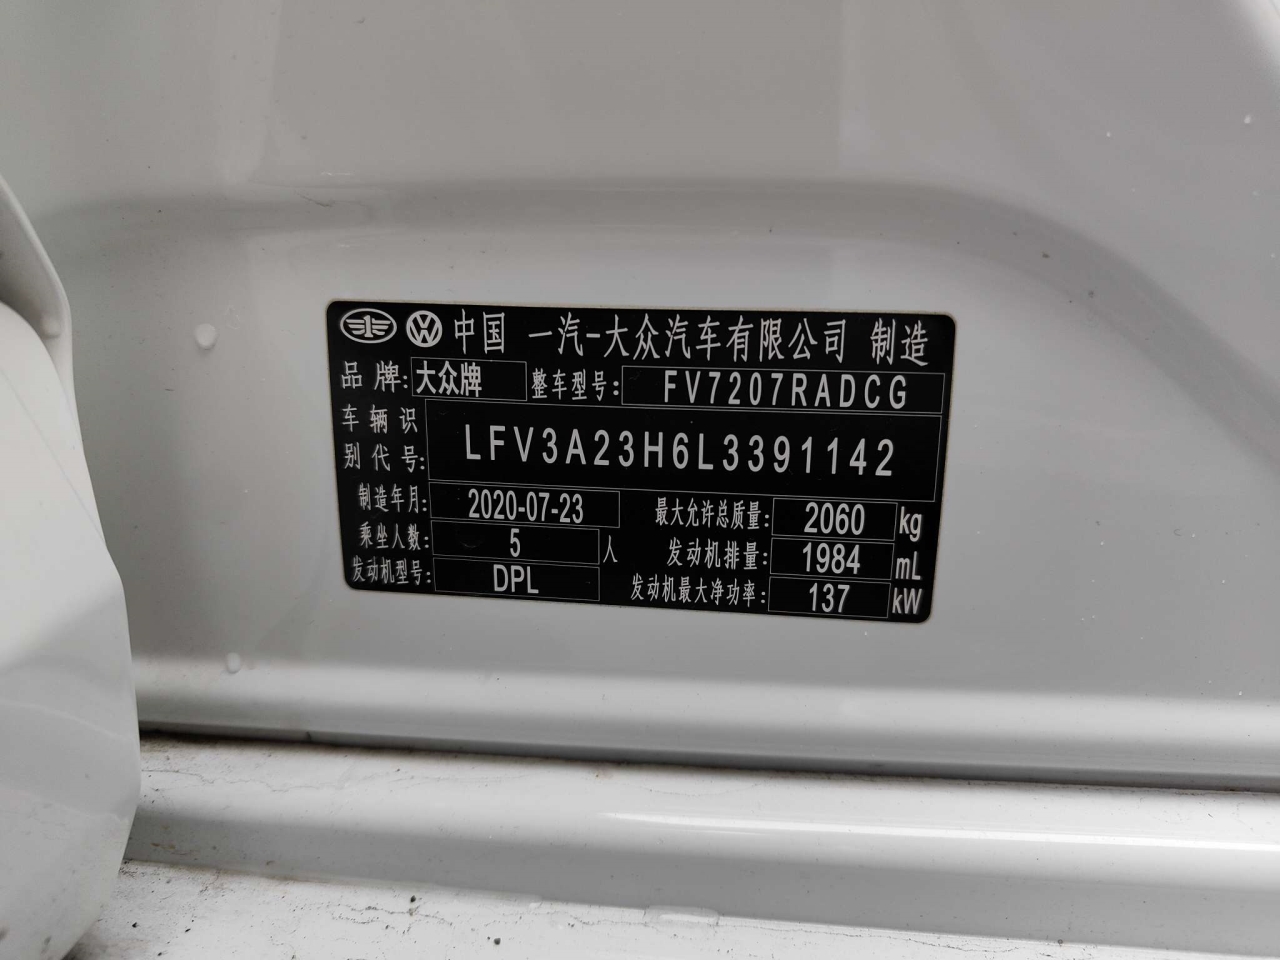 中国 一汽-大众汽车有限公司 制造
品牌: 大众牌 整车型号: FV7207RADCG
车辆识别代号: LFV3A23H6L3391142
制造年月: 2020-07-23 最大允许总质量: 2060 kg
乘坐人数: 5 人 发动机排量: 1984 mL
发动机型号: DPL 发动机最大净功率: 137 kW